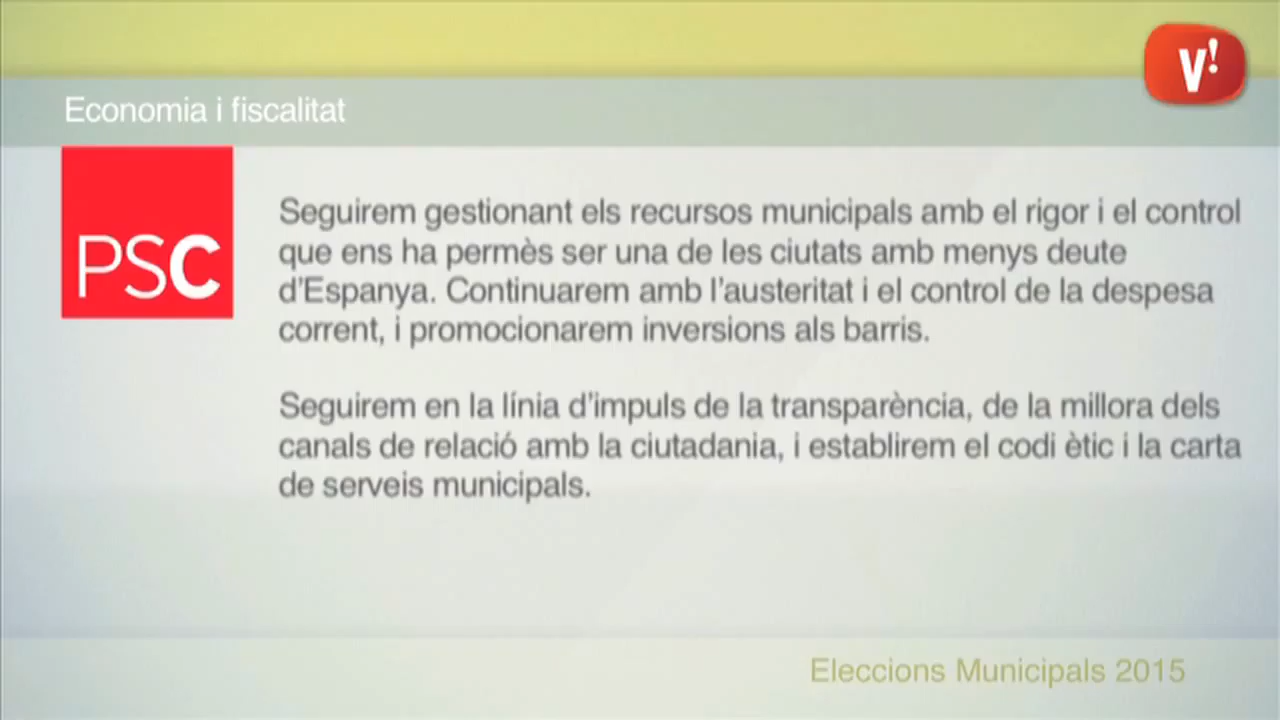 V!
Economia i fiscalitat
PSC
Seguirem gestionant els recursos municipals amb el rigor i el control
que ens ha permès ser una de les ciutats amb menys deute
d'Espanya. Continuarem amb l'austeritat i el control de la despesa
corrent, i promocionarem inversions als barris.
Seguirem en la línia d'impuls de la transparència, de la millora dels
canals de relació amb la ciutadania, i establirem el codi ètic i la carta
de serveis municipals.
Eleccions Municipals 2015